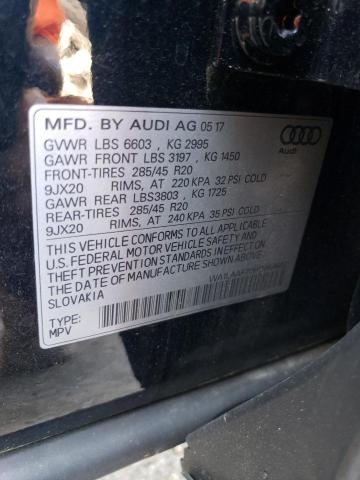 MFD. BY AUDI AG 05 17
GVWR LBS 6603 , KG 2995
GAWR FRONT LBS 3197 , KG 1450
FRONT-TIRES 285/45 R20
9JX20 RIMS, AT 220 KPA 32 PSI COLD
GAWR REAR LBS3803 , KG 1725
REAR-TIRES 285/45 R20
9JX20 RIMS, AT 240 KPA 35 PSI COLD
THIS VEHICLE CONFORMS TO ALL APPLICABLE
U.S. FEDERAL MOTOR VEHICLE SAFETY AND
THEFT PREVENTION STANDARDS IN EFFECT ON
THE DATE OF MANUFACTURE SHOWN ABOVE.
SLOVAKIA
TYPE:
MPV
Audi